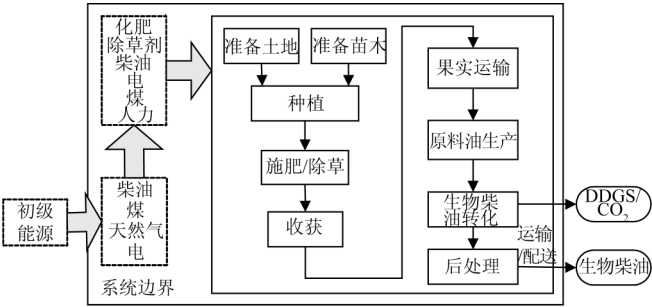 化肥
除草剂
柴油
电
煤
人力
柴油
煤
天然气
电
初级
能源
系统边界
准备土地
准备苗木
种植
施肥/除草
收获
果实运输
原料油生产
生物柴
油转化
后处理
运输
/配送
DDGS/
CO₂
生物柴油